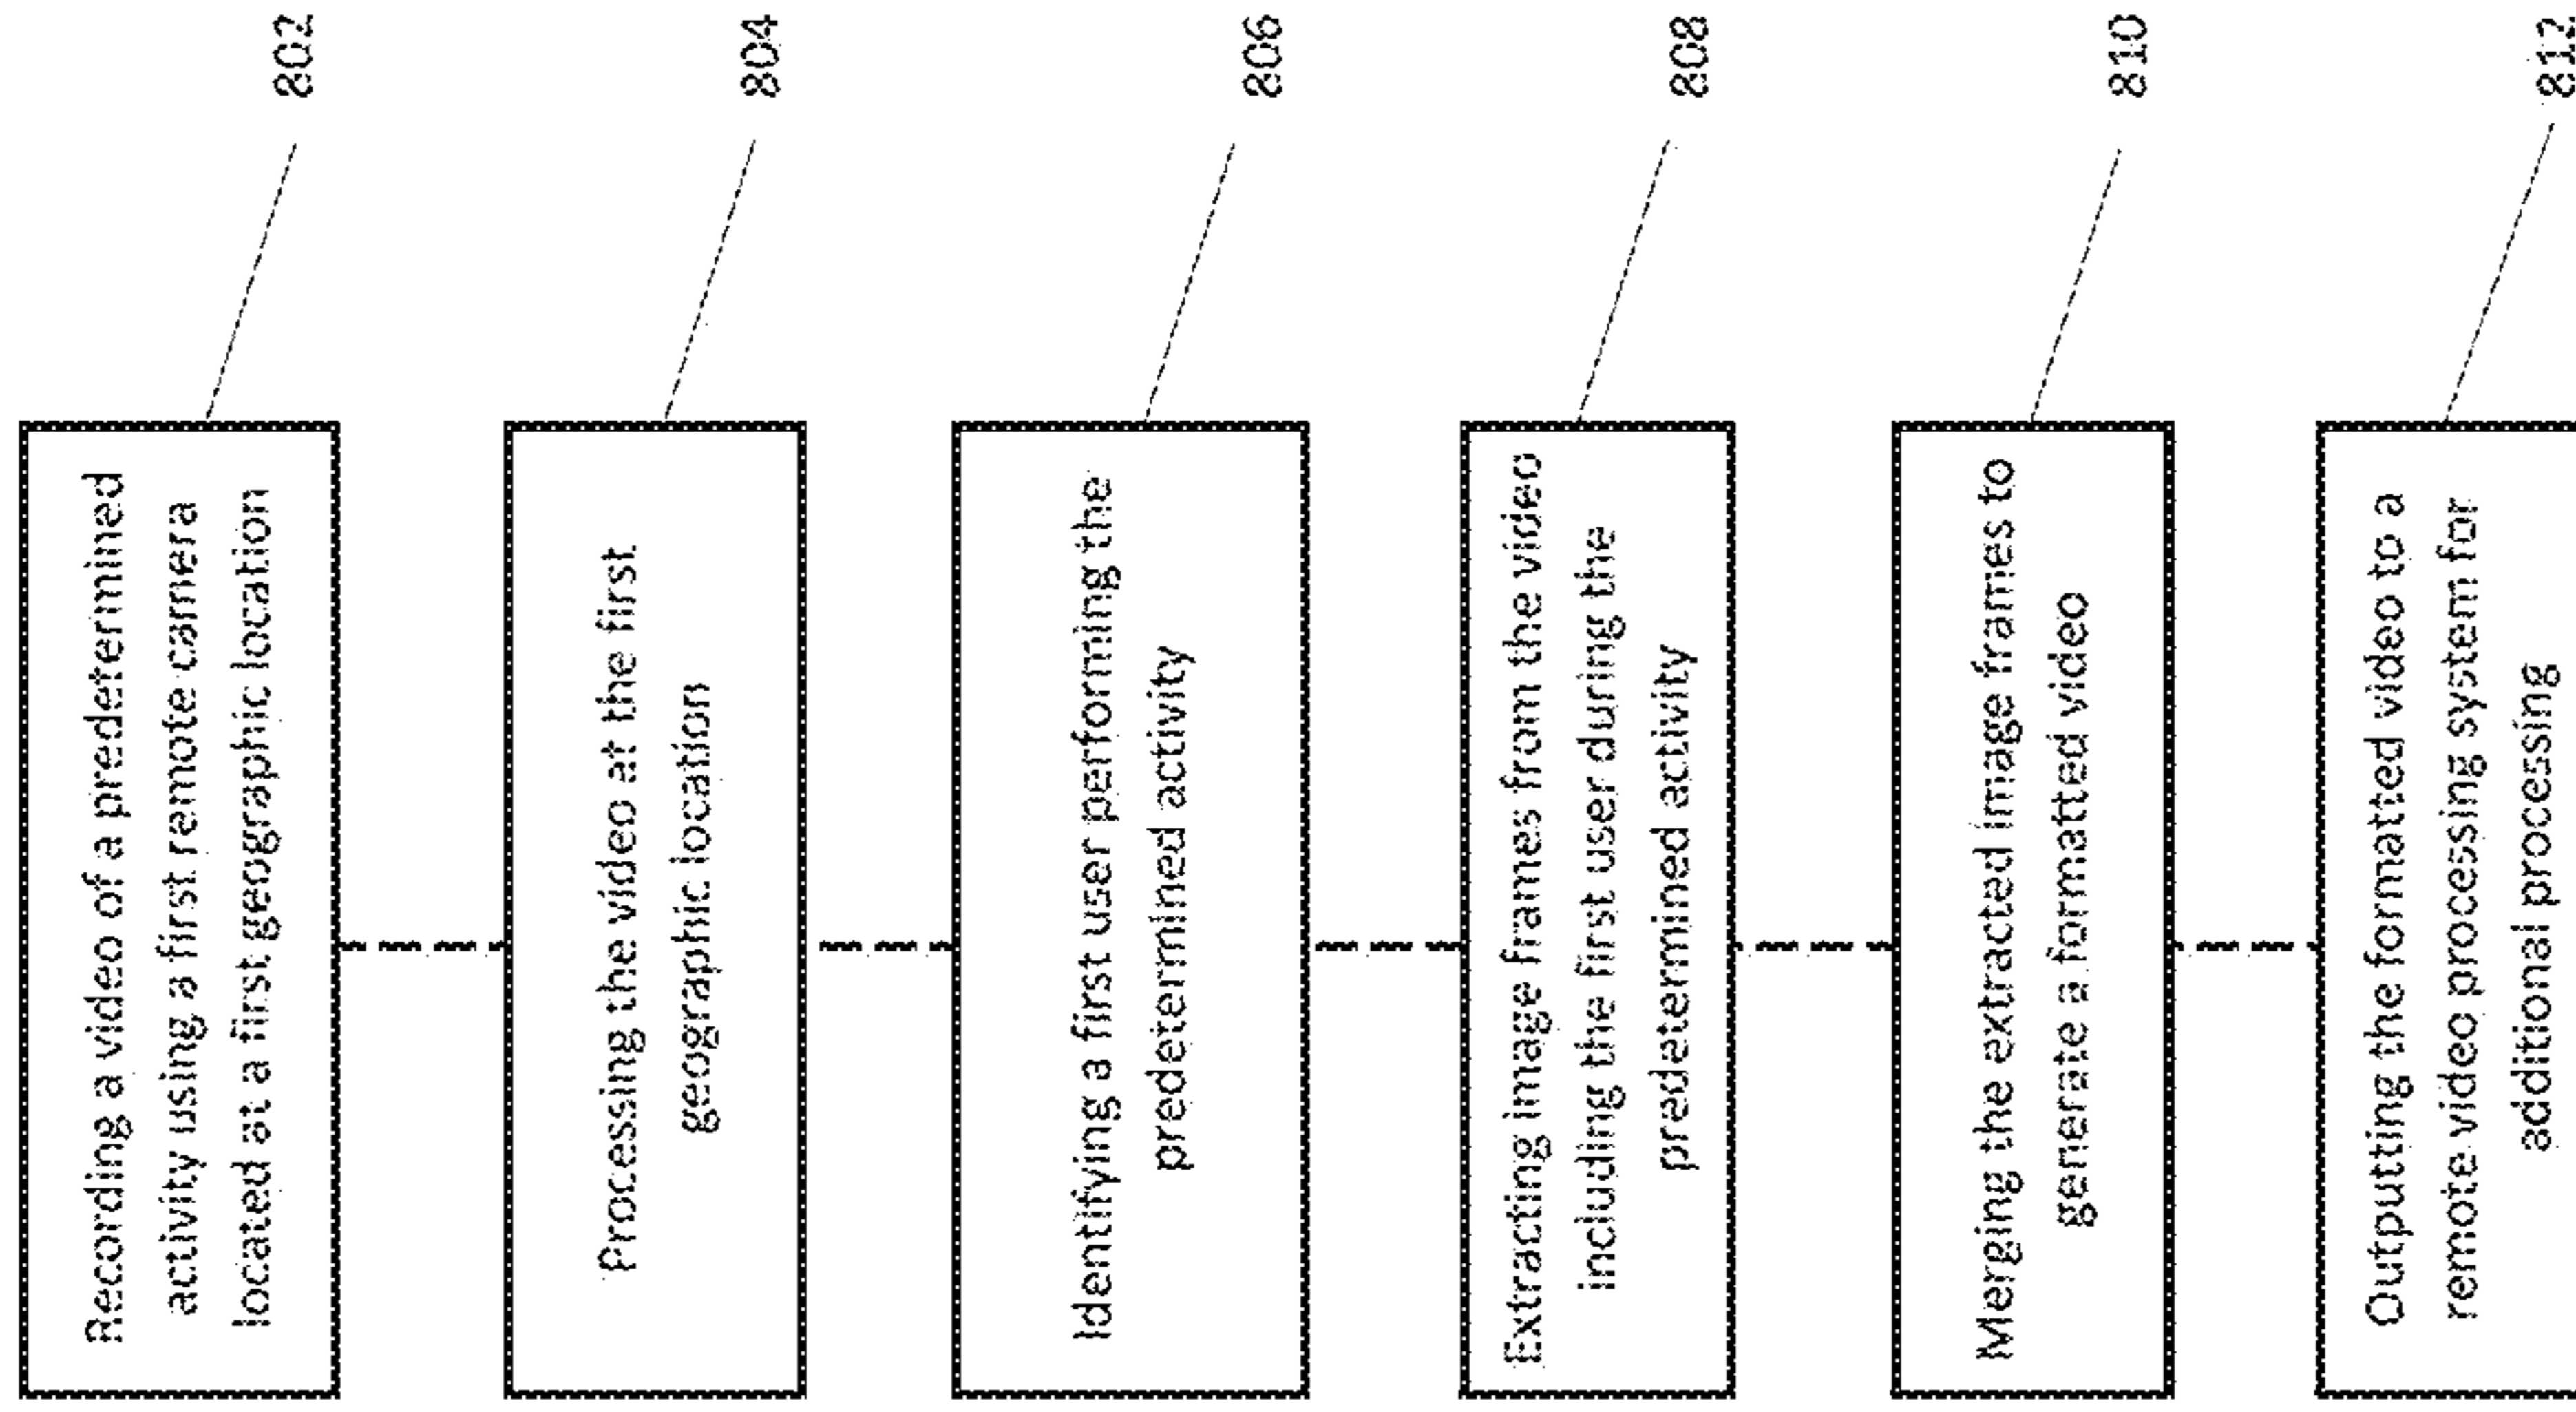 Recording a video of a predetermined
activity using a first remote camera
located at a first geographic location
802
Processing the video at the first
geographic location
804
Identifying a first user performing the
predetermined activity
806
Extracting image frames from the video
including the first user during the
predetermined activity
808
Merging the extracted image frames to
generate a formatted video
810
Outputting the formatted video to a
remote video processing system for
additional processing
812